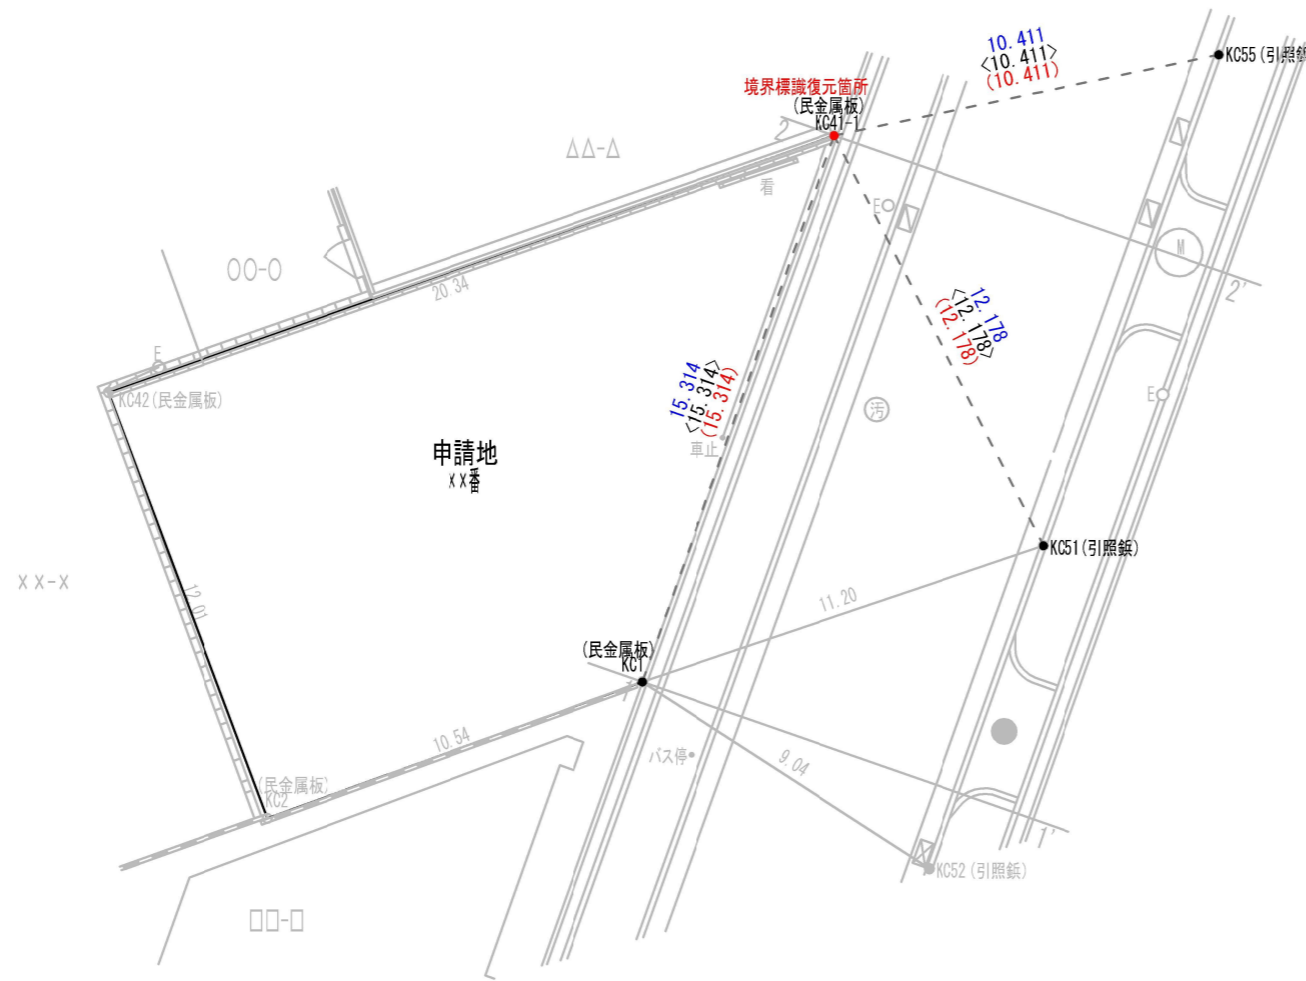 10.411
<10.411>
(10.411)
KC55(引照
境界標識復元箇所
(民金属板)
KC41-1
2
△△-△
看
E
M
○○-○
20.34
2'
12.178
<12.178>
(12.178)
E
KC42(民金属板)
15.314
<15.314>
(15.314)
E
汚
車止
申請地
××番
KC51(引照鋲)
××-×
12.01
11.20
(民金属板)
KC1
1
10.54
バス停
9.04
(民金属板)
KC2
1'
KC52(引照鋲)
□□-□